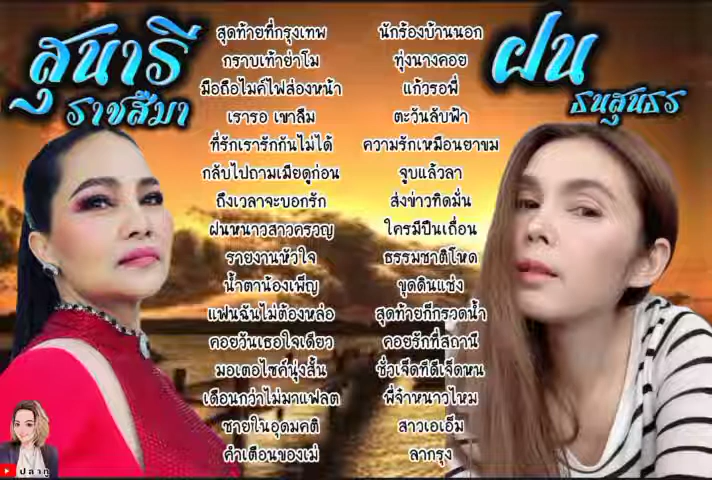 สุนารี
ราชสีมา
สุดท้ายที่กรุงเทพ
กราบเท้าย่าโม
มือถือไมค์ไฟส่องหน้า
เรารอ เขาลืม
ที่รักเรารักกันไม่ได้
กลับไปถามเมียดูก่อน
ถึงเวลาจะบอกรัก
ฝนหนาวสาวครวญ
รายงานหัวใจ
น้ำตาน้องเพ็ญ
แฟนฉันไม่ต้องหล่อ
คอยวันเธอใจเดียว
มอเตอไซค์นุ่งสั้น
เดือนกว่าไม่มาแฟลต
ชายในอุดมคติ
คำเตือนของเม่
นักร้องบ้านนอก
ทุ่งนางคอย
แก้วรอพี่
ตะวันลับฟ้า
ความรักเหมือนยาขม
จูบแล้วลา
ส่งข่าวทิดมั่น
ใครมีปืนเถื่อน
ธรรมชาติโหด
ขุดดินแช่ง
สุดท้ายก็กรวดน้ำ
คอยรักที่สถานี
ชั่วเจ็ดทีดีเจ็ดหน
พี่จ๋าหนาวไหม
สาวเอเอ็ม
ลากรุง
ฝน
ธนสุนธร
ปลาทู